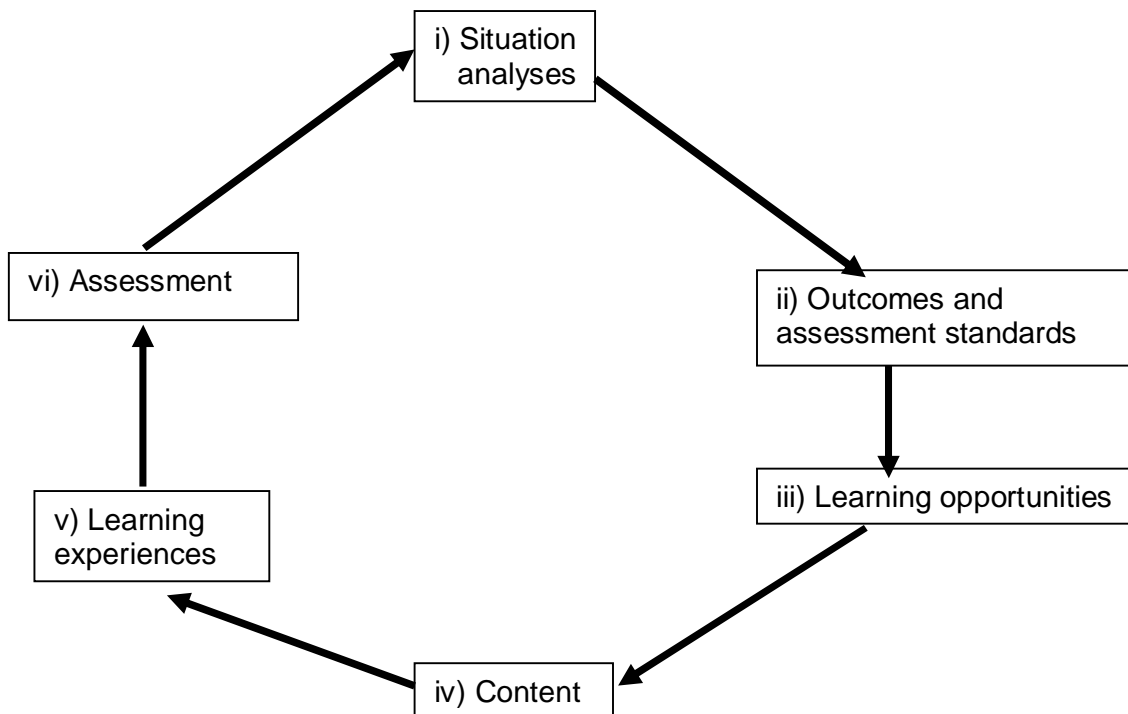 i) Situation
analyses
ii) Outcomes and
assessment standards
iii) Learning opportunities
iv) Content
v) Learning
experiences
vi) Assessment